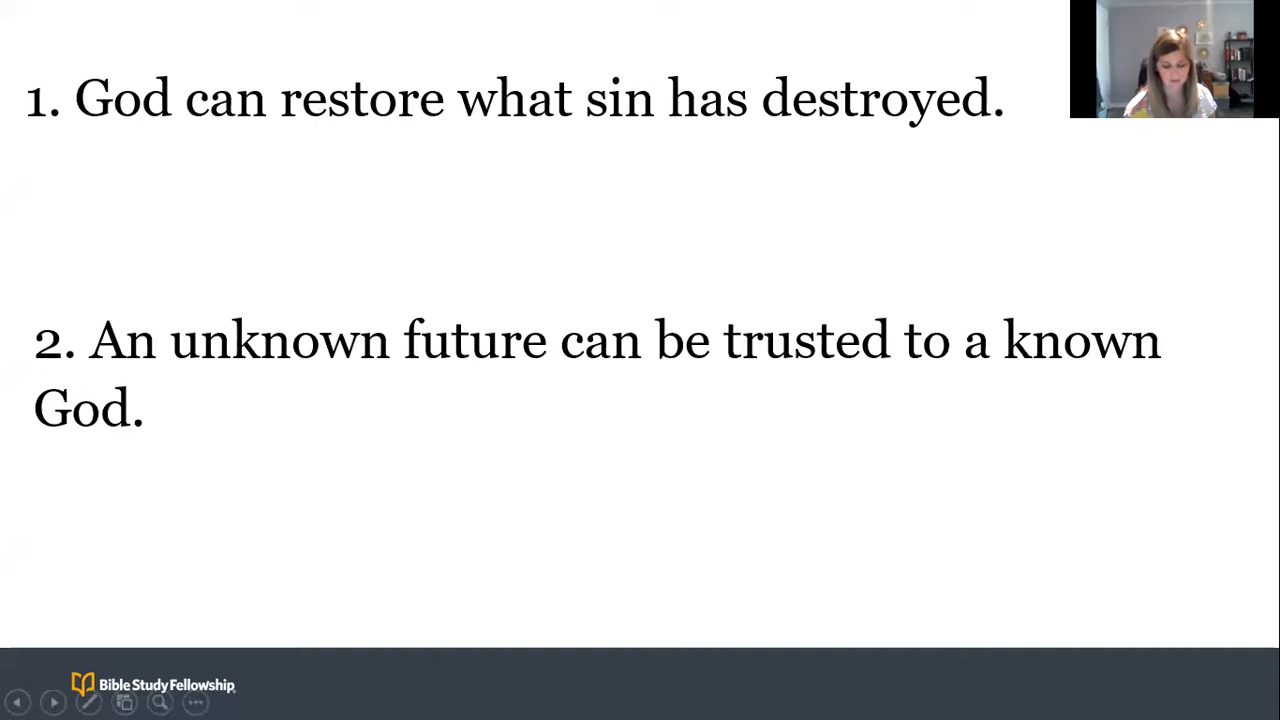 1. God can restore what sin has destroyed.
2. An unknown future can be trusted to a known
God.
Bible Study Fellowship